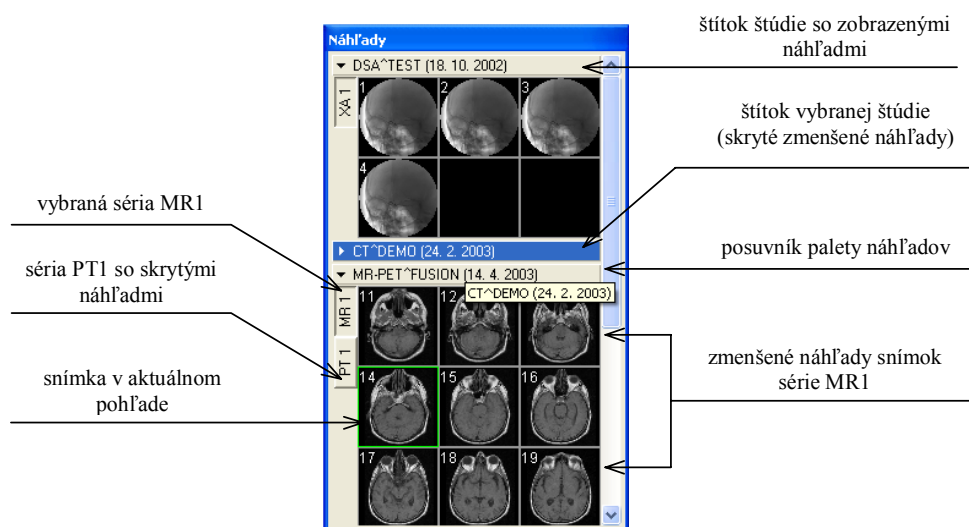 štítok štúdie so zobrazenými
náhľadmi
štítok vybranej štúdie
(skryté zmenšené náhľady)
vybraná séria MR1
posuvník palety náhľadov
séria PT1 so skrytými
náhľadmi
zmenšené náhľady snímok
série MR1
snímka v aktuálnom
pohľade
Náhľady
DSA^TEST (18. 10. 2002)
XA 1
1 2 3
4
CT^DEMO (24. 2. 2003)
MR-PET^FUSION (14. 4. 2003)
CT^DEMO (24. 2. 2003)
MR 1
PT 1
11 12
14 15 16
17 18 19